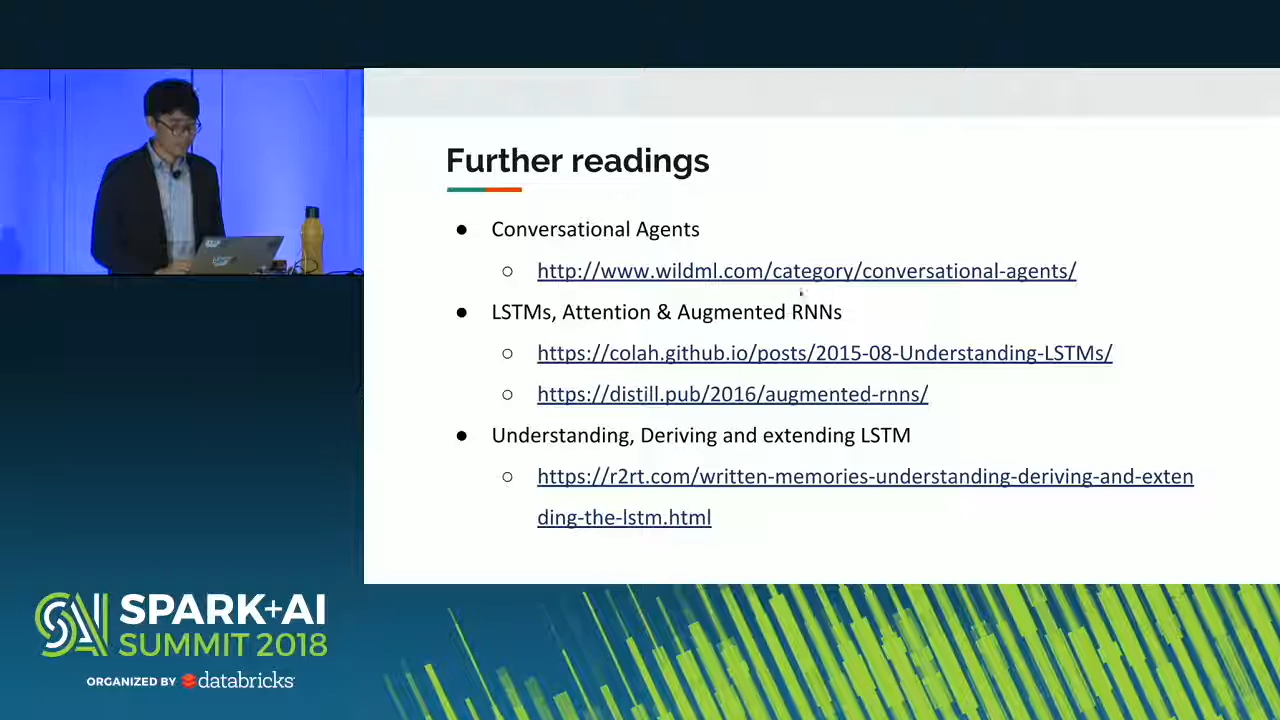 Further readings
● Conversational Agents
○ http://www.wildml.com/category/conversational-agents/
● LSTMs, Attention & Augmented RNNs
○ https://colah.github.io/posts/2015-08-Understanding-LSTMs/
○ https://distill.pub/2016/augmented-rnns/
● Understanding, Deriving and extending LSTM
○ https://r2rt.com/written-memories-understanding-deriving-and-exten
ding-the-lstm.html
SAI SPARK+AI
SUMMIT 2018
ORGANIZED BY databricks